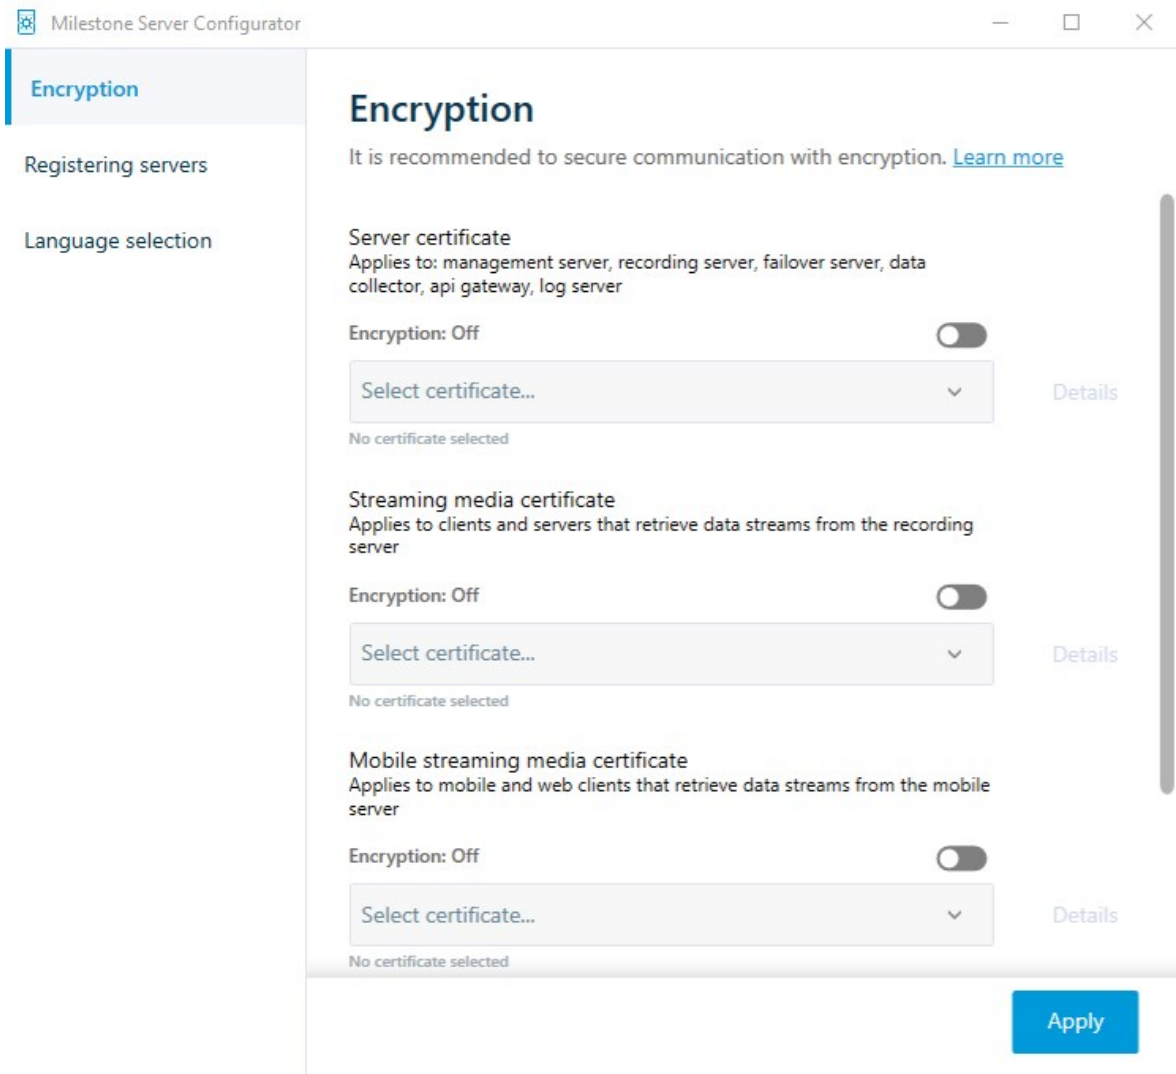 Milestone Server Configurator
Encryption
Registering servers
Language selection
Encryption
It is recommended to secure communication with encryption. Learn more
Server certificate
Applies to: management server, recording server, failover server, data
collector, api gateway, log server
Encryption: Off
Select certificate...
Details
No certificate selected
Streaming media certificate
Applies to clients and servers that retrieve data streams from the recording
server
Encryption: Off
Select certificate...
Details
No certificate selected
Mobile streaming media certificate
Applies to mobile and web clients that retrieve data streams from the mobile
server
Encryption: Off
Select certificate...
Details
No certificate selected
Apply